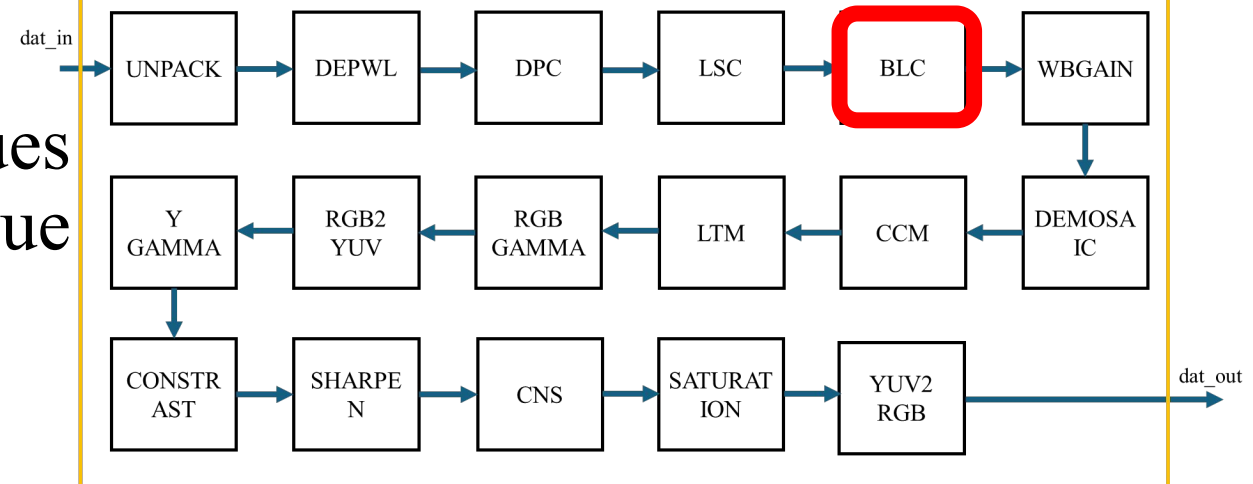 dat_in
UNPACK
DEPWL
DPC
LSC
BLC
WBGAIN
ue
DEMOSA
IC
CCM
LTM
RGB
GAMMA
RGB2
YUV
Y
GAMMA
CONSTR
AST
SHARPE
N
CNS
SATURAT
ION
YUV2
RGB
dat_out